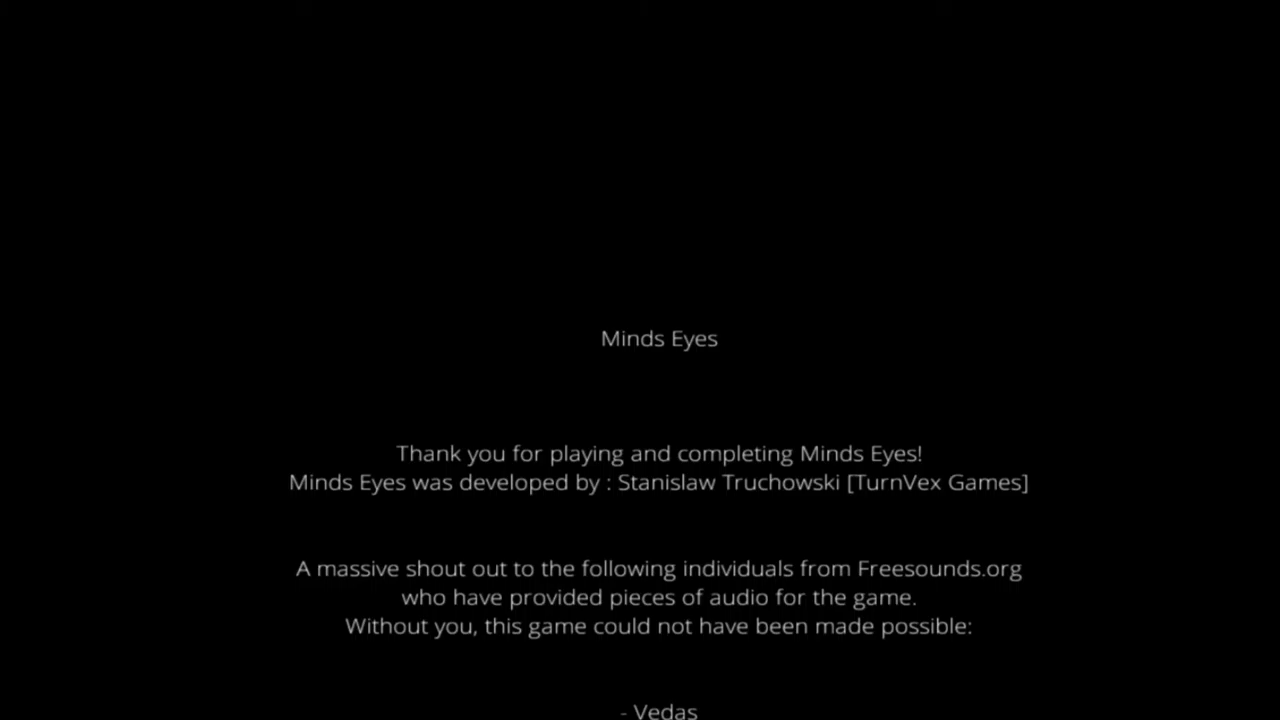 Minds Eyes
Thank you for playing and completing Minds Eyes!
Minds Eyes was developed by : Stanislaw Truchowski [TurnVex Games]
A massive shout out to the following individuals from Freesounds.org
who have provided pieces of audio for the game.
Without you, this game could not have been made possible:
- Vedas